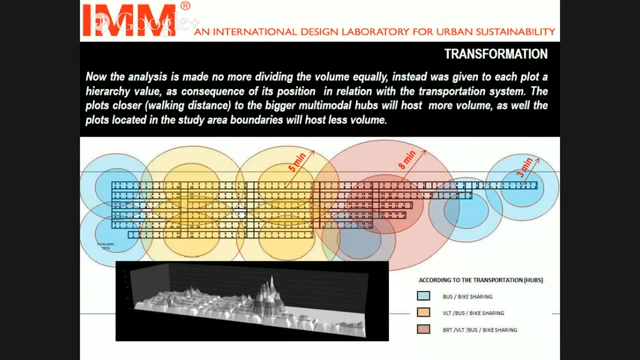 IMM®
Google+
AN INTERNATIONAL DESIGN LABORATORY FOR URBAN SUSTAINABILITY
TRANSFORMATION
Now the analysis is made no more dividing the volume equally, instead was given to each plot a
hierarchy value, as consequence of its position in relation with the transportation system. The
plots closer (walking distance) to the bigger multimodal hubs will host more volume, as well the
plots located in the study area boundaries will host less volume.
5 min
8 min
3 min
ACCORDING TO THE TRANSPORTATION (HUBS)
BUS / BIKE SHARING
VLT /BUS / BIKE SHARING
BRT /VLT /BUS / BIKE SHARING